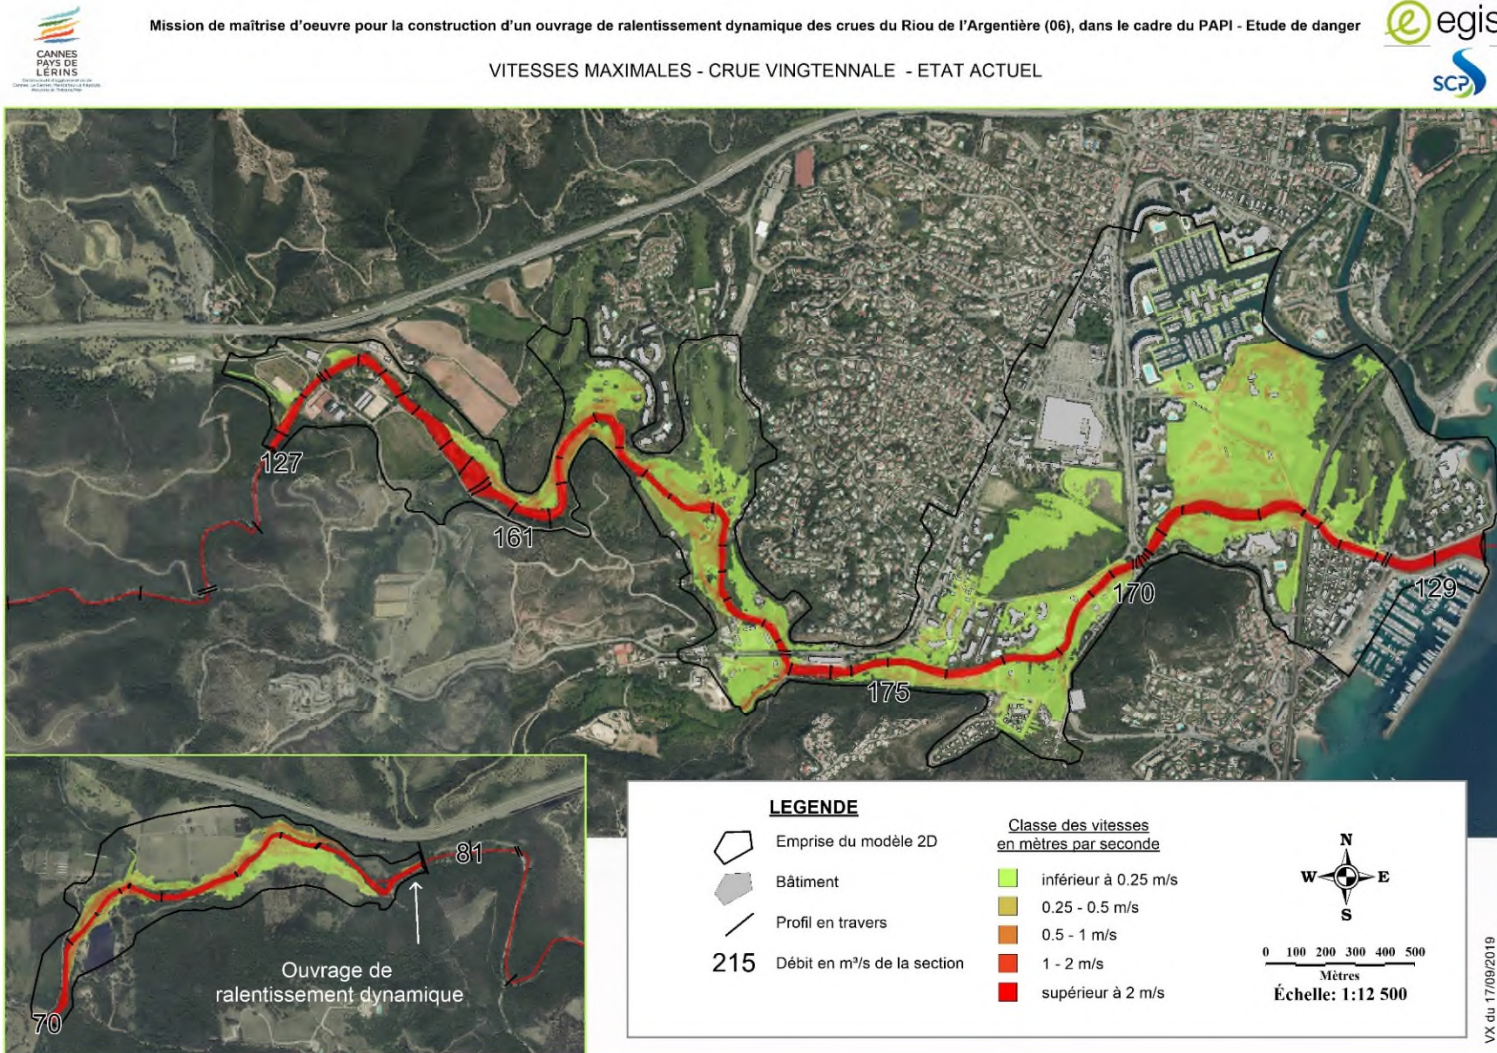 Mission de maîtrise d'oeuvre pour la construction d'un ouvrage de ralentissement dynamique des crues du Riou de l'Argentière (06), dans le cadre du PAPI - Etude de danger
egis
CANNES
PAYS DE
LÉRINS
VITESSES MAXIMALES - CRUE VINGTENNALE - ETAT ACTUEL
SCP
127
161
170
129
175
81
Ouvrage de
ralentissement dynamique
70
LEGENDE
Emprise du modèle 2D
Bâtiment
Profil en travers
215 Débit en m³/s de la section
Classe des vitesses
en mètres par seconde
inférieur à 0.25 m/s
0.25 - 0.5 m/s
0.5 - 1 m/s
1 - 2 m/s
supérieur à 2 m/s
N
W E
S
0 100 200 300 400 500
Mètres
Échelle: 1:12 500
VX du 17/09/2019